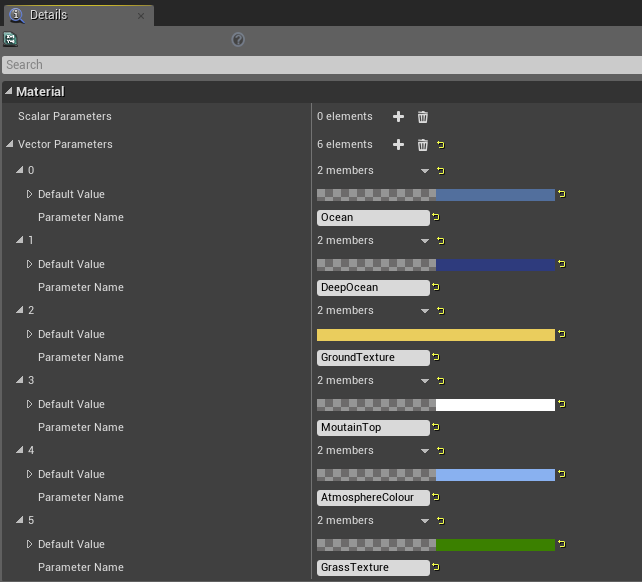 Details
Search
Material
Scalar Parameters 0 elements
Vector Parameters 6 elements
0 2 members
Default Value
Parameter Name Ocean
1 2 members
Default Value
Parameter Name DeepOcean
2 2 members
Default Value
Parameter Name GroundTexture
3 2 members
Default Value
Parameter Name MoutainTop
4 2 members
Default Value
Parameter Name AtmosphereColour
5 2 members
Default Value
Parameter Name GrassTexture